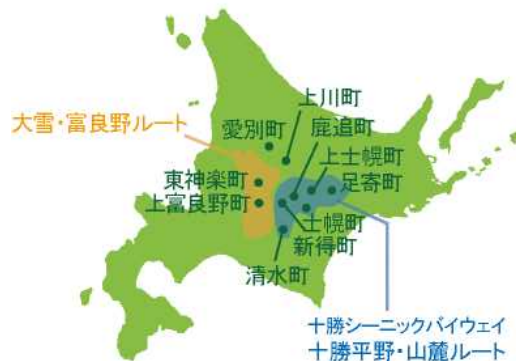 上川町
大雪・富良野ルート
愛別町
鹿追町
上士幌町
東神楽町
足寄町
上富良野町
士幌町
新得町
清水町
十勝シーニックバイウェイ
十勝平野・山麓ルート